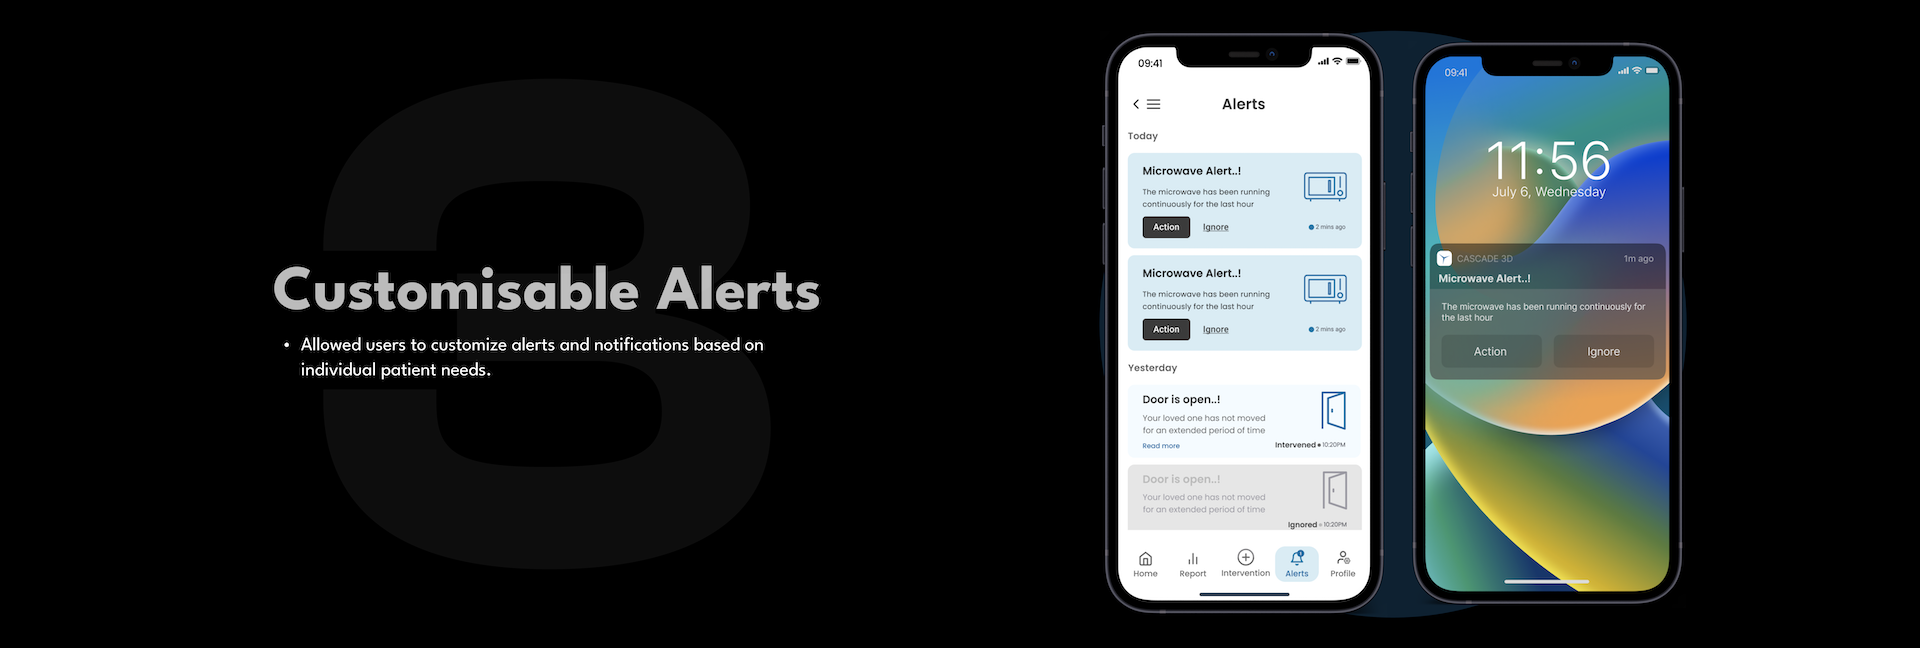 3
Customisable Alerts
• Allowed users to customize alerts and notifications based on
individual patient needs.
09:41
Alerts
Today
Microwave Alert..!
The microwave has been running
continuously for the last hour
Action Ignore
2 mins ago
Microwave Alert..!
The microwave has been running
continuously for the last hour
Action Ignore
2 mins ago
Yesterday
Door is open..!
Your loved one has not moved
for an extended period of time
Read more
Intervened • 10:20PM
Door is open..!
Your loved one has not moved
for an extended period of time
Ignored • 10:20PM
Home Report Intervention Alerts Profile
09:41
11:56
July 6, Wednesday
CASCADE 3D 1m ago
Microwave Alert..!
The microwave has been running continuously for
the last hour
Action Ignore